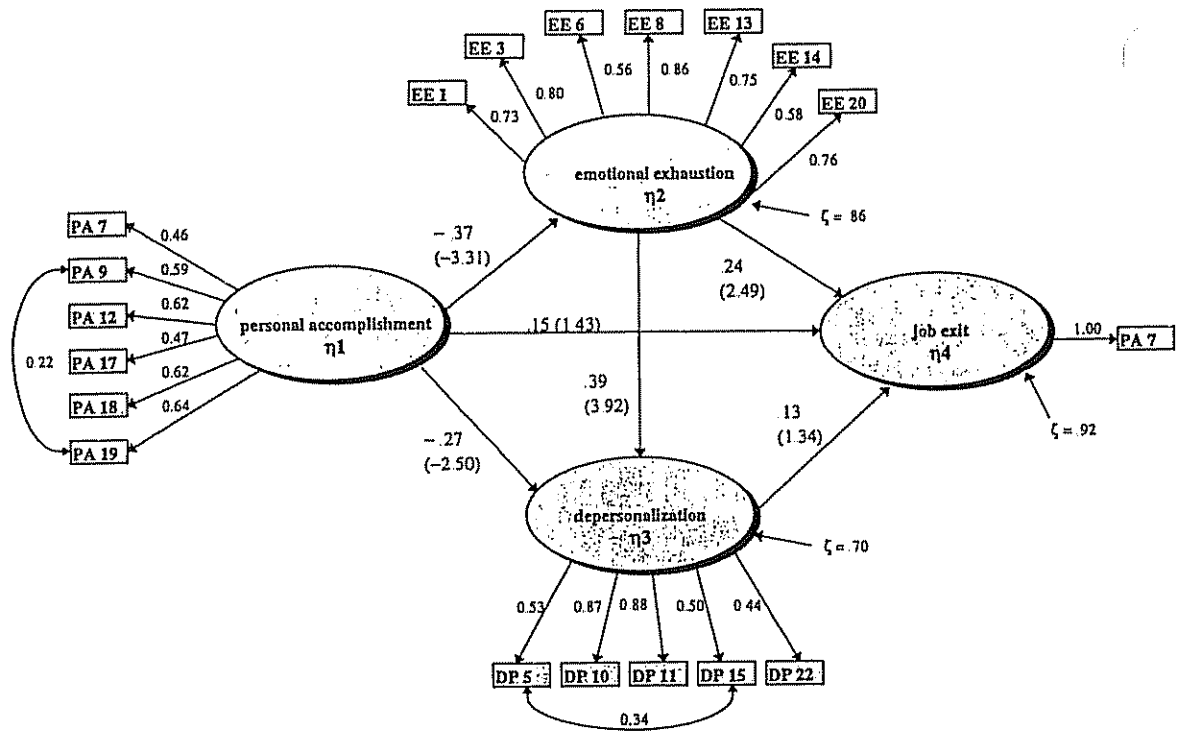 EE 6
EE 8
EE 13
EE 3
EE 14
EE 1
EE 20
0.73
0.80
0.56
0.86
0.75
0.58
0.76
emotional exhaustion
η2
ζ = .86
PA 7
PA 9
PA 12
PA 17
PA 18
PA 19
0.46
0.59
0.62
0.47
0.62
0.64
0.22
personal accomplishment
η1
- .37
(-3.31)
.24
(2.49)
.15 (1.43)
Job exit
η4
1.00
PA 7
ζ = .92
.39
(3.92)
.13
(1.34)
- .27
(-2.50)
depersonalization
η3
ζ = .70
0.53
0.87
0.88
0.50
0.44
DP 5
DP 10
DP 11
DP 15
DP 22
0.34